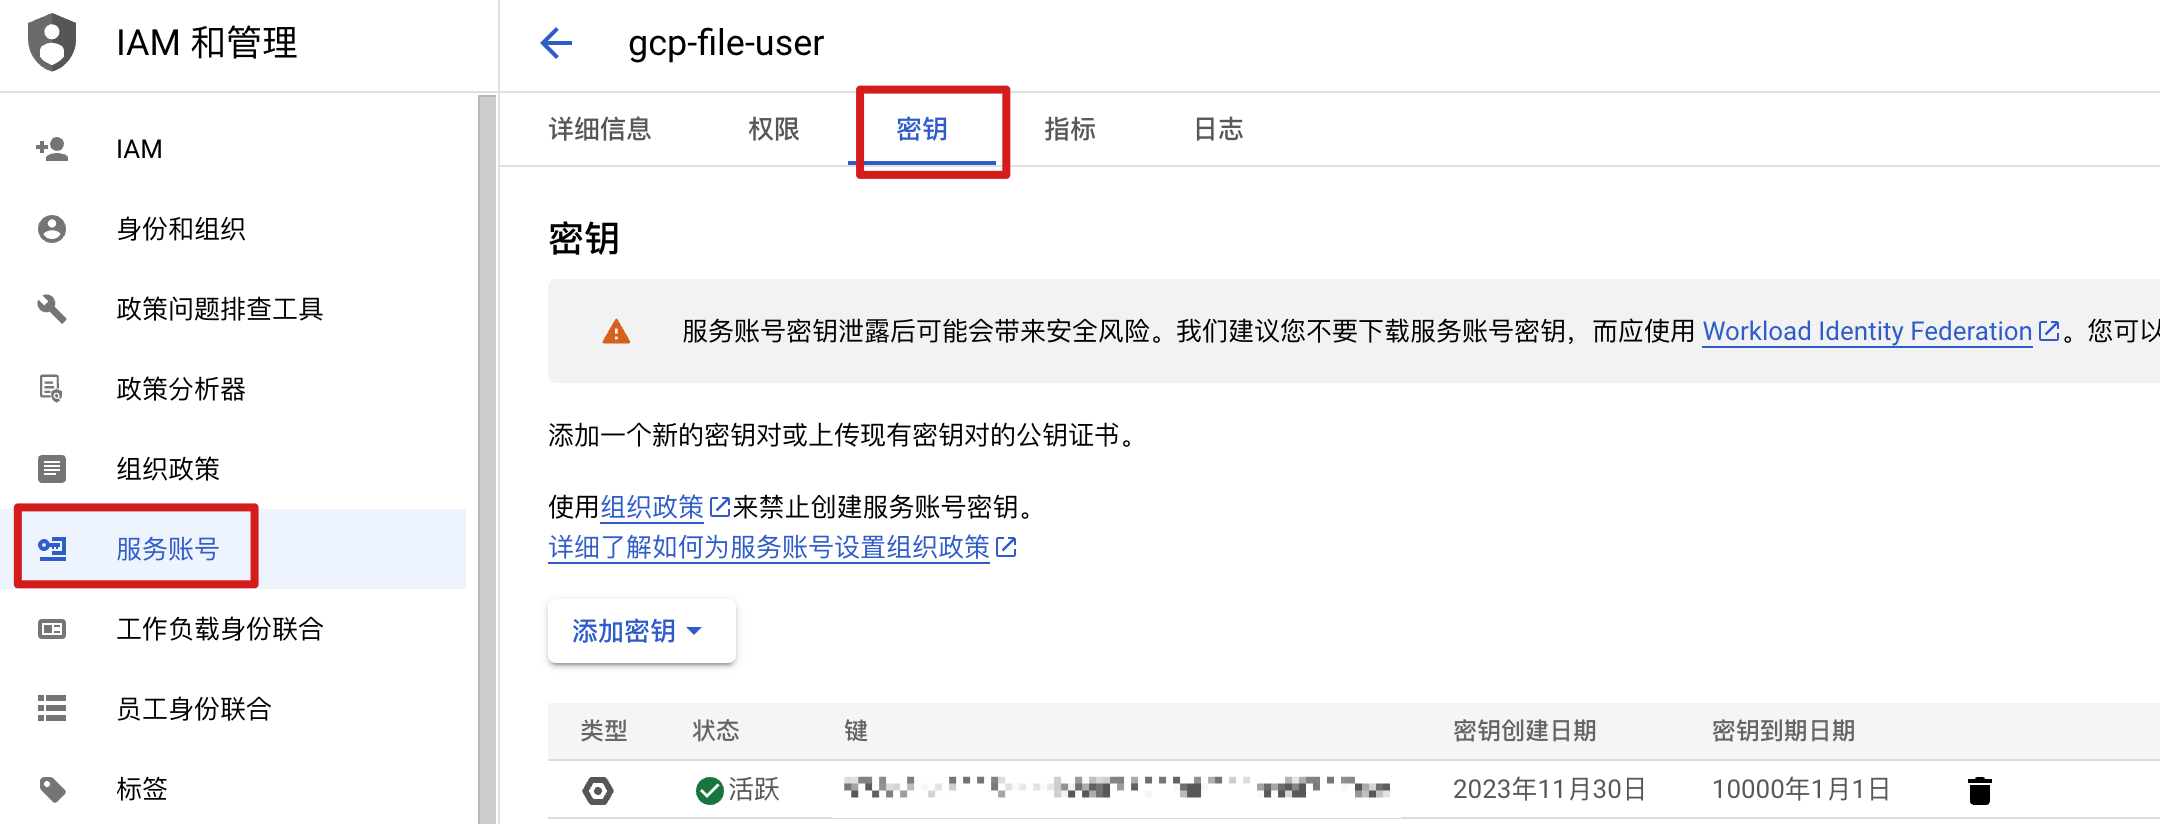 IAM 和管理
gcp-file-user
IAM
身份和组织
政策问题排查工具
政策分析器
组织政策
服务账号
工作负载身份联合
员工身份联合
标签
详细信息 权限 密钥 指标 日志
密钥
服务账号密钥泄露后可能会带来安全风险。我们建议您不要下载服务账号密钥，而应使用 Workload Identity Federation。您可以
添加一个新的密钥对或上传现有密钥对的公钥证书。
使用组织政策来禁止创建服务账号密钥。
详细了解如何为服务账号设置组织政策
添加密钥
类型 状态 键 密钥创建日期 密钥到期日期
活跃 2023年11月30日 10000年1月1日